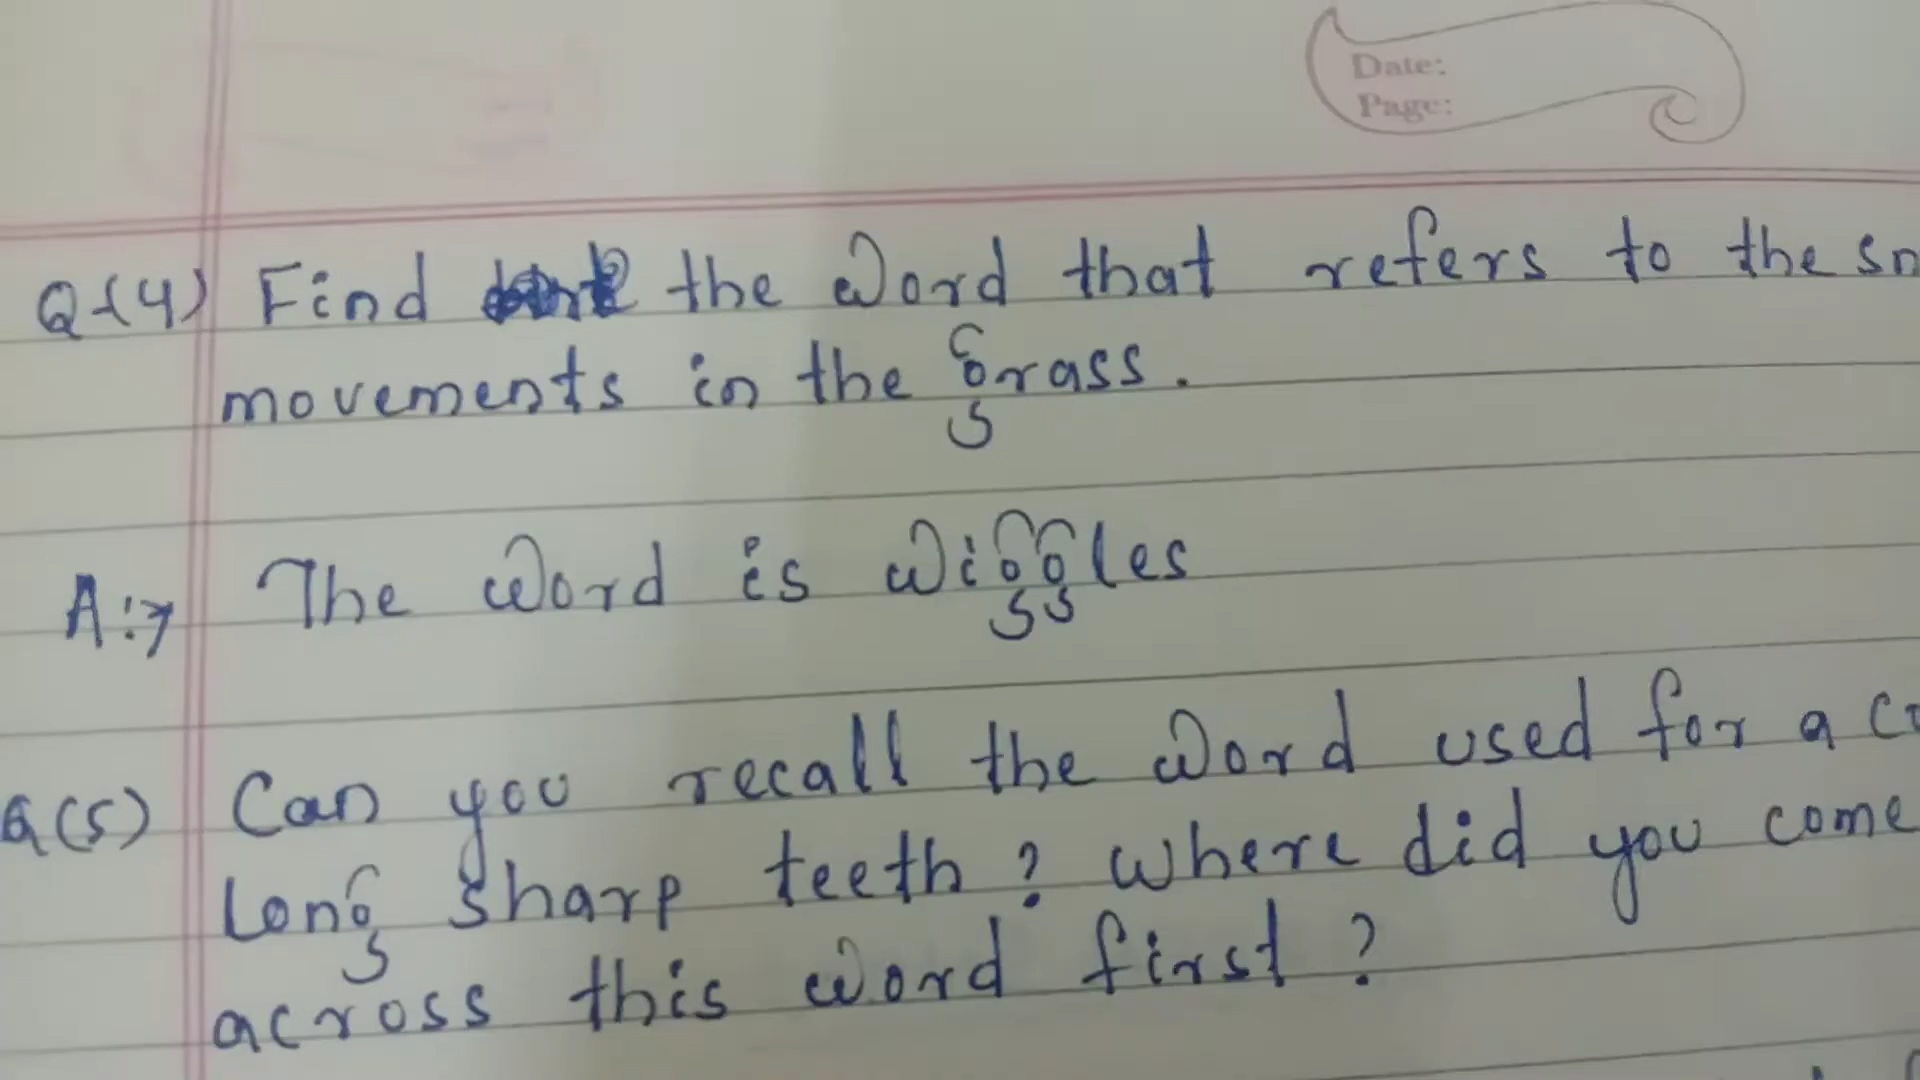 Date:
Page:
Q(4) Find the word that refers to the
movements in the grass.
A:→ The word is wiggles
Q(5) Can you recall the word used for a
long sharp teeth? Where did you come
across this word first?